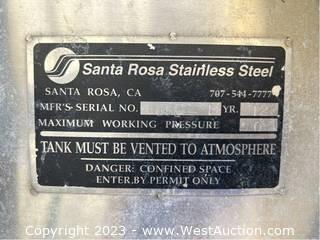 Santa Rosa Stainless Steel
SANTA ROSA, CA 707-544-7777
MFR'S SERIAL NO. YR.
MAXIMUM WORKING PRESSURE
TANK MUST BE VENTED TO ATMOSPHERE
DANGER: CONFINED SPACE
ENTER BY PERMIT ONLY
Copyright 2023 - WestAuction.com